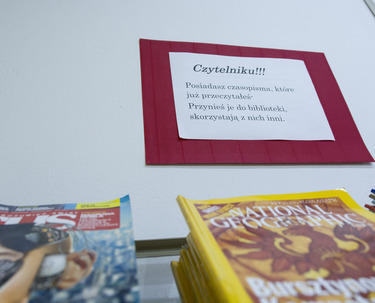 Czytelniku!!!
Posiadasz czasopisma, które
już przeczytałeś-
Przynieś je do biblioteki,
skorzystają z nich inni.
NATIONAL
GEOGRAPHIC